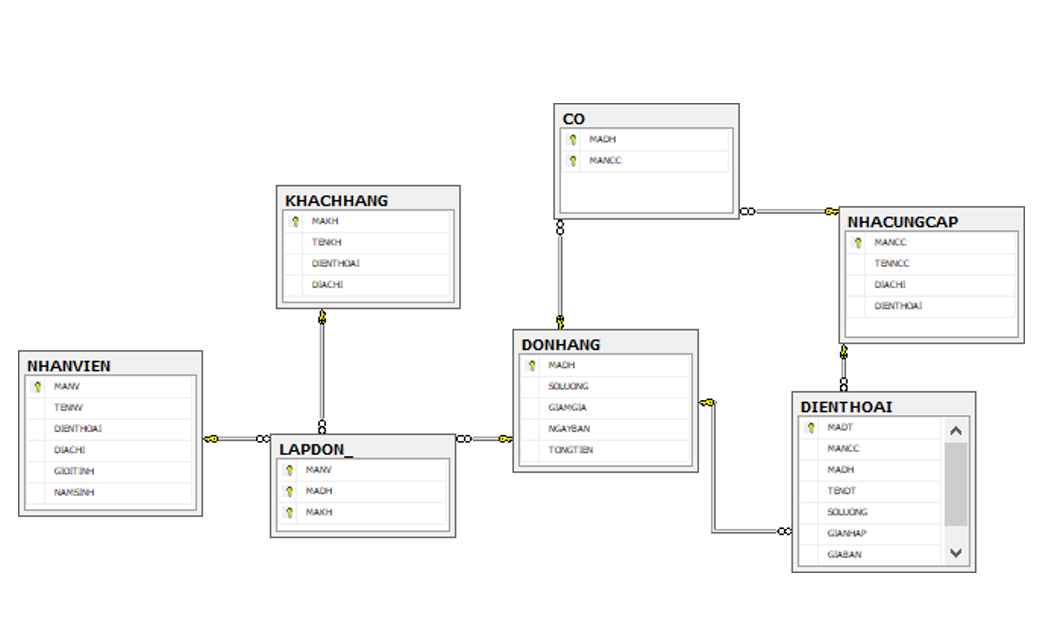 CO
MADH
MANCC
KHACHHANG
MAKH
TENKH
DIENTHOAI
DIACHI
NHACUNGCAP
MANCC
TENNCC
DIACHI
DIENTHOAI
DONHANG
MADH
SOLUONG
GIAMGIA
NGAYBAN
TONGTIEN
NHANVIEN
MANV
TENNV
DIENTHOAI
DIACHI
GIOITINH
NAMSINH
LAPDON_
MANV
MADH
MAKH
DIENTHOAI
MADT
MANCC
MADH
TENDT
SOLUONG
GIANHAP
GIABAN